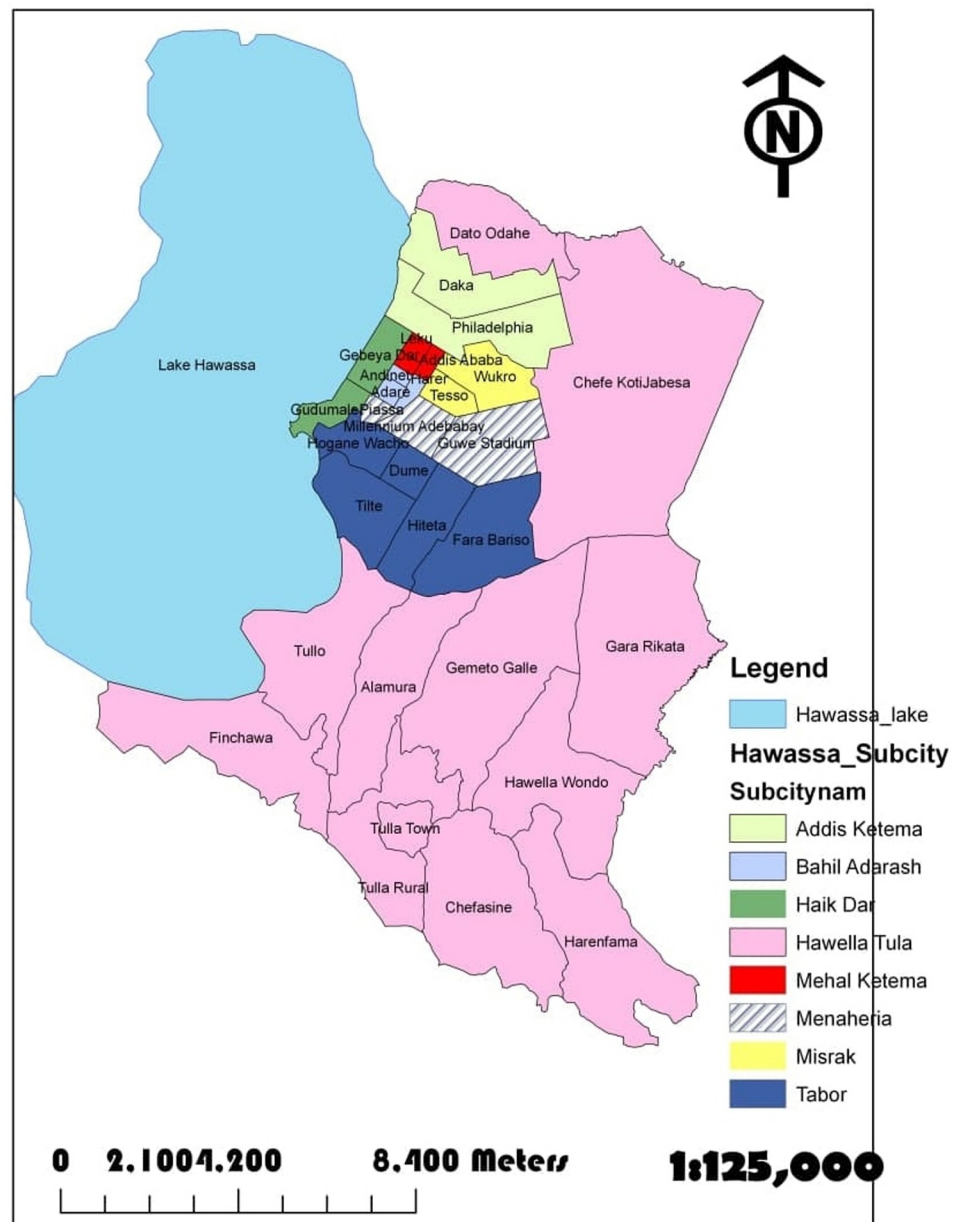 N
Dato Odahe
Daka
Philadelphia
Leku
Gebeya Dar
Addis Ababa
Lake Hawassa
Andinet
Harer
Wukro
Chefe KotiJabesa
Adare
Tesso
Gudumale
Piassa
Millennium Adebabay
Hogane Wacho
Guwe Stadium
Dume
Tilte
Hiteta
Fara Bariso
Tullo
Gemeto Galle
Gara Rikata
Alamura
Finchawa
Hawella Wondo
Tulla Town
Tulla Rural
Chefasine
Harenfama
Legend
Hawassa_lake
Hawassa_Subcity
Subcitynam
Addis Ketema
Bahil Adarash
Haik Dar
Hawella Tula
Mehal Ketema
Menaheria
Misrak
Tabor
0 2,1004,200 8,400 Meters
1:125,000